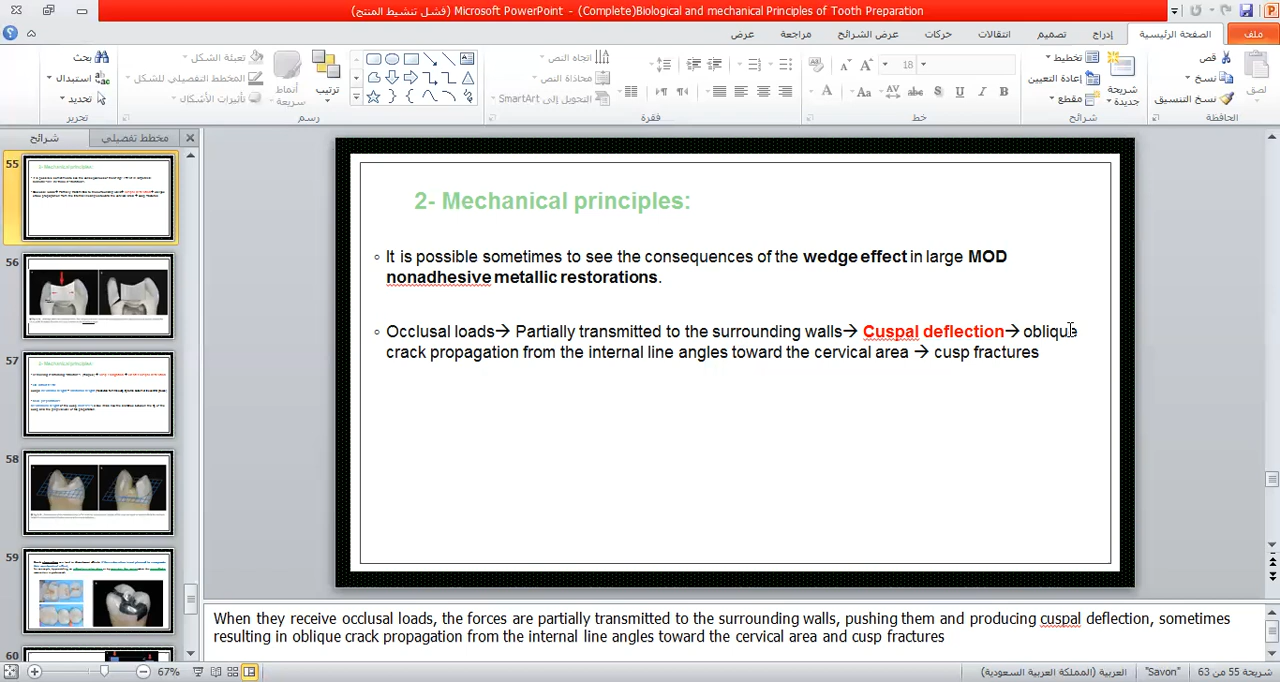 (Complete)Biological and mechanical Principles of Tooth Preparation - Microsoft PowerPoint (فشل تنشيط المنتج)
ملف
الصفحة الرئيسية
إدراج
تصميم
انتقالات
حركات
عرض الشرائح
مراجعة
عرض
لصق
قص
نسخ
نسخ التنسيق
الحافظة
شريحة
جديدة
تخطيط
إعادة التعيين
مقطع
شرائح
18
خط
فقرة
اتجاه النص
محاذاة النص
التحويل إلى SmartArt
ترتيب
أنماط
سريعة
تعبئة الشكل
المخطط التفصيلي للشكل
تأثيرات الأشكال
رسم
بحث
استبدال
تحديد
تحرير
شرائح
مخطط تفصيلي
55
56
57
58
59
60
2- Mechanical principles:
◦ It is possible sometimes to see the consequences of the wedge effect in large MOD
nonadhesive metallic restorations.
◦ Occlusal loads→ Partially transmitted to the surrounding walls→ Cuspal deflection→ oblique
crack propagation from the internal line angles toward the cervical area → cusp fractures
When they receive occlusal loads, the forces are partially transmitted to the surrounding walls, pushing them and producing cuspal deflection, sometimes
resulting in oblique crack propagation from the internal line angles toward the cervical area and cusp fractures
شريحة 55 من 63
"Savon"
العربية (المملكة العربية السعودية)
67%